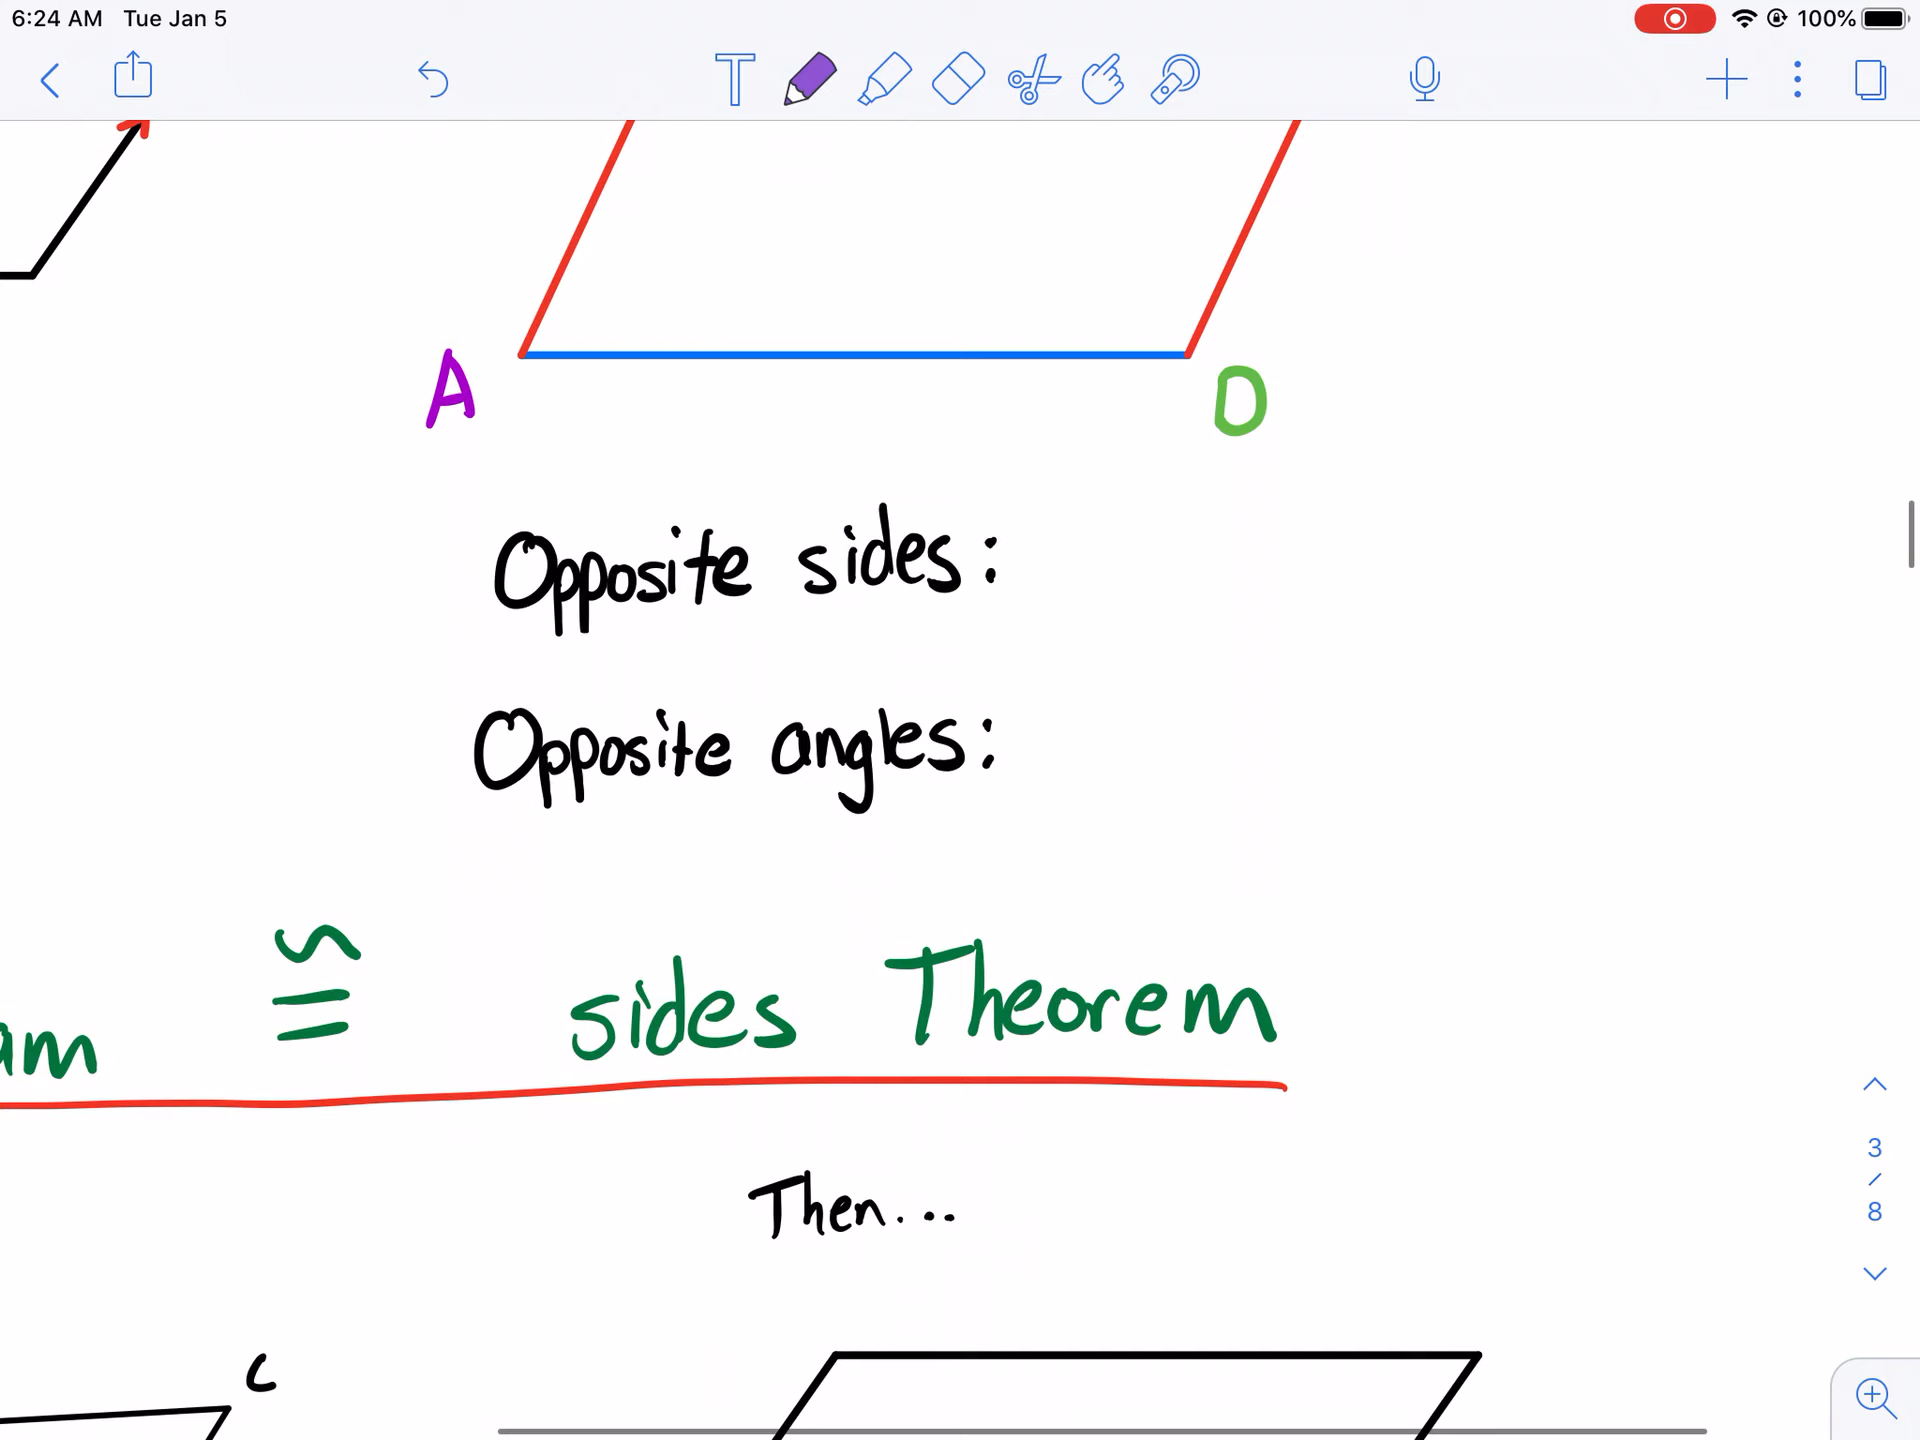 6:24 AM Tue Jan 5 100%
T
A D
Opposite sides:
Opposite angles:
am ≅ sides Theorem
Then...
3
/
8
C